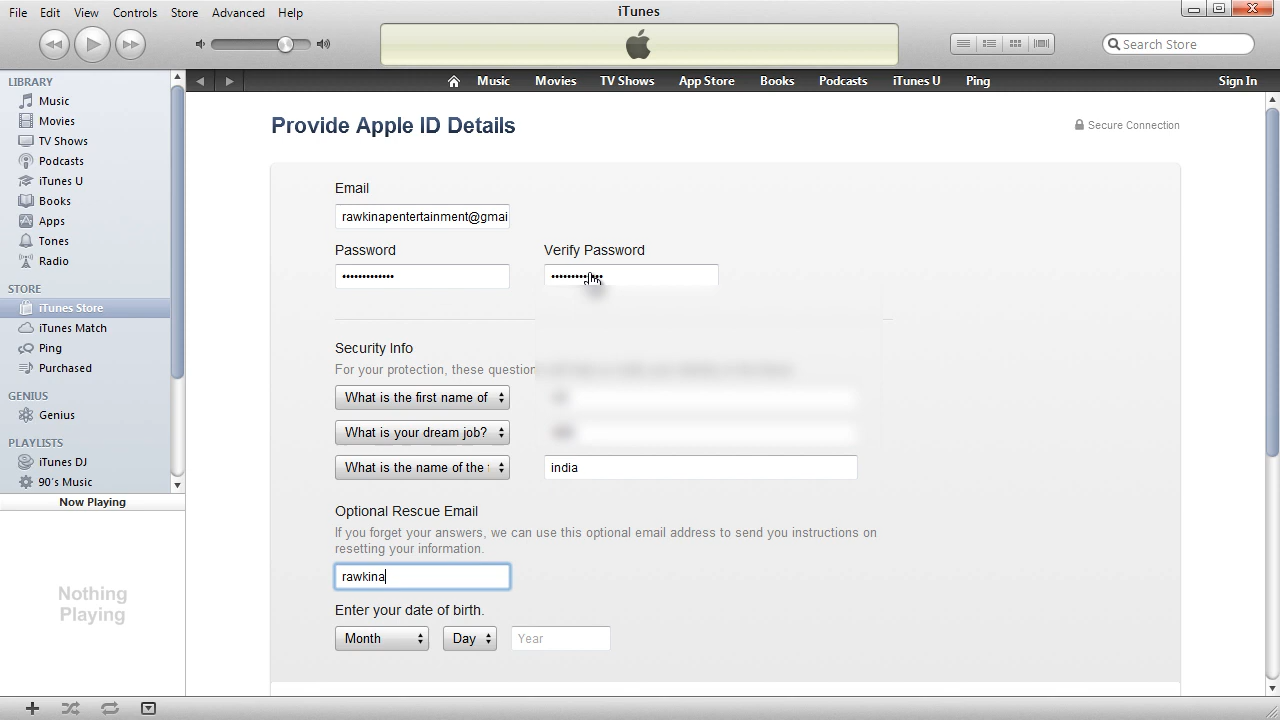 File Edit View Controls Store Advanced Help
iTunes
Search Store
LIBRARY
Music
Movies
TV Shows
Podcasts
iTunes U
Books
Apps
Tones
Radio
STORE
iTunes Store
iTunes Match
Ping
Purchased
GENIUS
Genius
PLAYLISTS
iTunes DJ
90's Music
Now Playing
Nothing
Playing
Music Movies TV Shows App Store Books Podcasts iTunes U Ping Sign In
Provide Apple ID Details
Secure Connection
Email
rawkinapentertainment@gmai
Password Verify Password
Security Info
For your protection, these question
What is the first name of
What is your dream job?
What is the name of the
india
Optional Rescue Email
If you forget your answers, we can use this optional email address to send you instructions on
resetting your information.
rawkina
Enter your date of birth.
Month Day Year